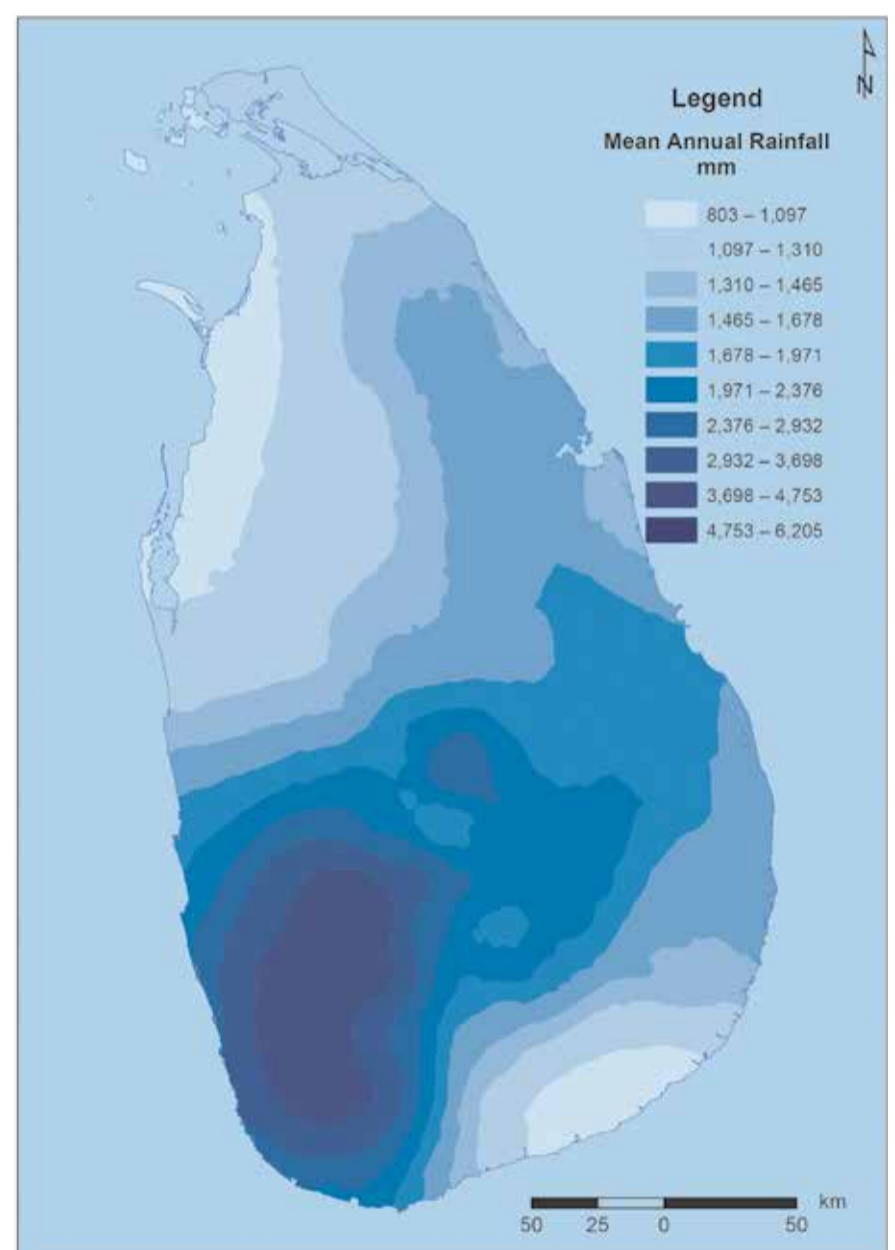 N
Legend
Mean Annual Rainfall
mm
803 – 1,097
1,097 – 1,310
1,310 – 1,465
1,465 – 1,678
1,678 – 1,971
1,971 – 2,376
2,376 – 2,932
2,932 – 3,698
3,698 – 4,753
4,753 – 6,205
km
50 25 0 50